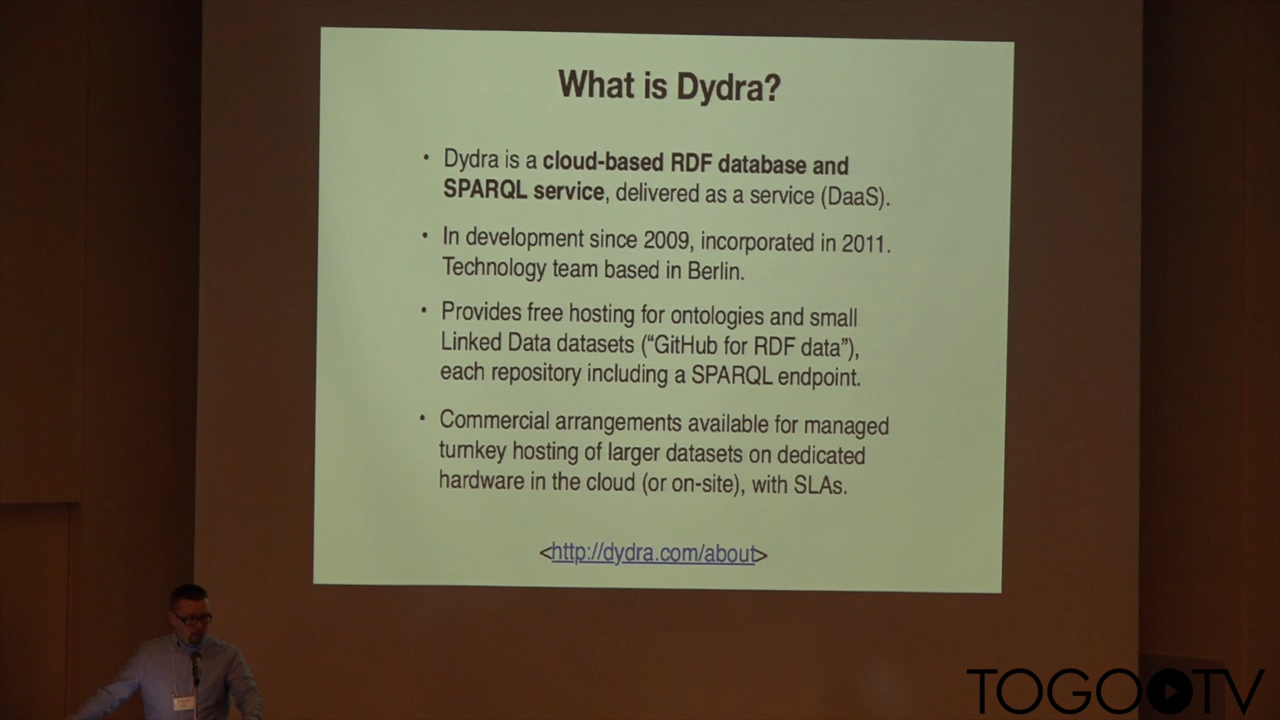 What is Dydra?
• Dydra is a cloud-based RDF database and
SPARQL service, delivered as a service (DaaS).
• In development since 2009, incorporated in 2011.
Technology team based in Berlin.
• Provides free hosting for ontologies and small
Linked Data datasets (“GitHub for RDF data”),
each repository including a SPARQL endpoint.
• Commercial arrangements available for managed
turnkey hosting of larger datasets on dedicated
hardware in the cloud (or on-site), with SLAs.
<http://dydra.com/about>
TOGOTV